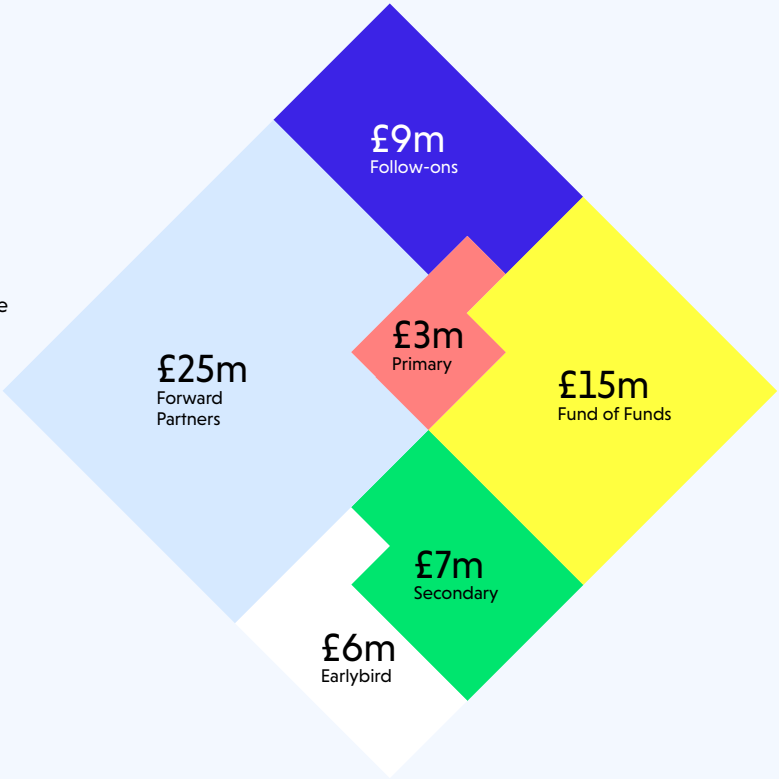 £9m
Follow-ons
e
£3m
Primary
£25m
Forward
Partners
£15m
Fund of Funds
£7m
Secondary
£6m
Earlybird